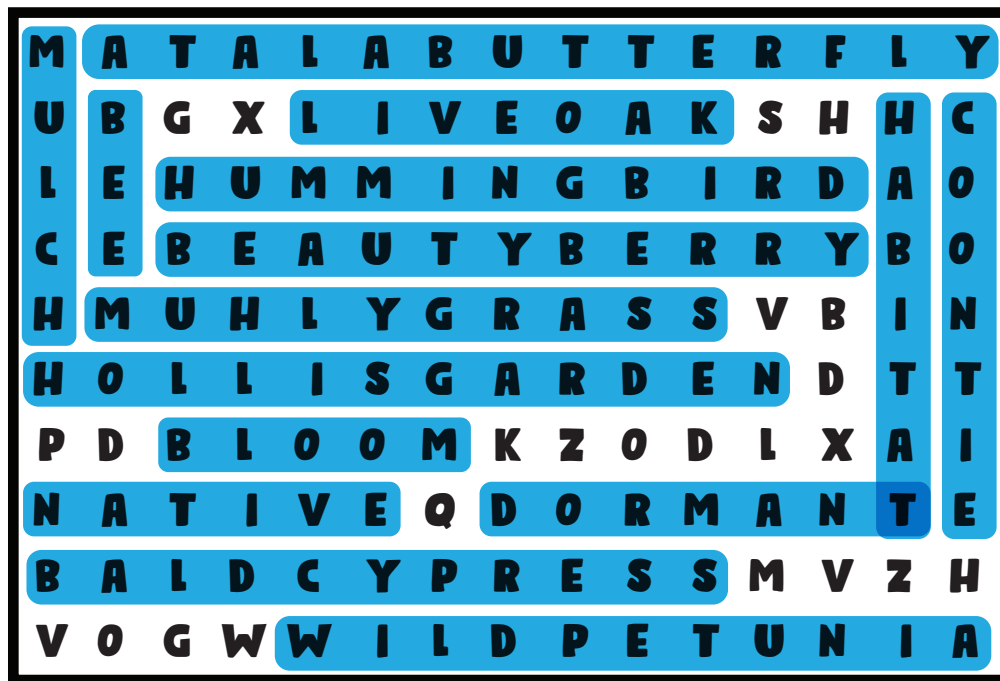 M A T A L A B U T T E R F L Y
U B G X L I V E O A K S H H C
L E H U M M I N G B I R D A O
C E B E A U T Y B E R R Y B O
H M U H L Y G R A S S V B I N
H O L L I S G A R D E N D T T
P D B L O O M K Z O D L X A I
N A T I V E Q D O R M A N T E
B A L D C Y P R E S S M V Z H
V O G W W I L D P E T U N I A